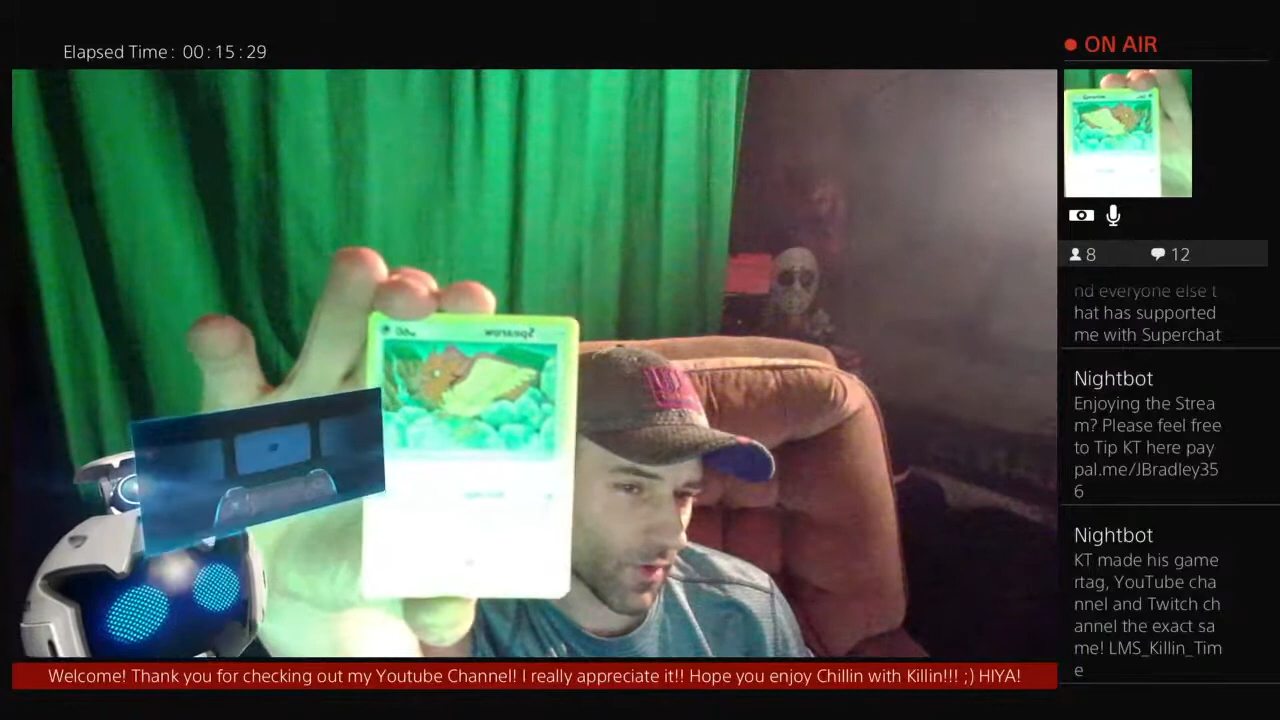 Elapsed Time: 00:15:29
ON AIR
Spearow
8
12
nd everyone else t
hat has supported
me with Superchat
Nightbot
Enjoying the Strea
m? Please feel free
to Tip KT here pay
pal.me/JBradley35
6
Nightbot
KT made his game
rtag, YouTube cha
nnel and Twitch ch
annel the exact sa
me! LMS_Killin_Tim
e
Welcome! Thank you for checking out my Youtube Channel! I really appreciate it!! Hope you enjoy Chillin with Killin!!! ;) HIYA!